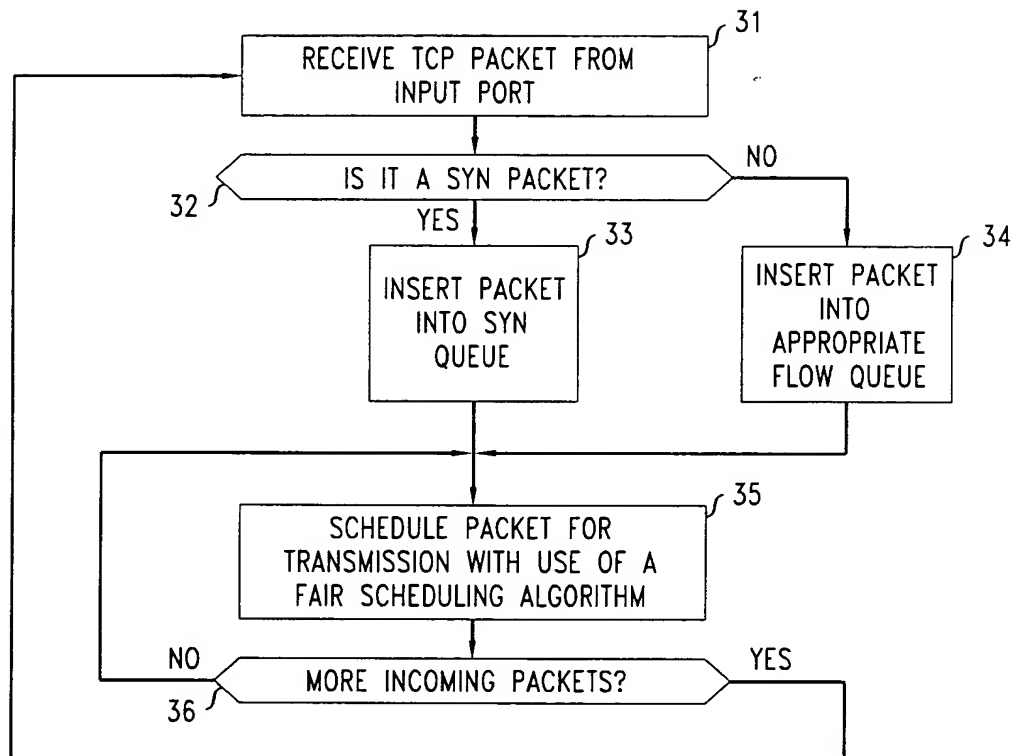 31
RECEIVE TCP PACKET FROM
INPUT PORT
IS IT A SYN PACKET?
NO
32
YES
33
34
INSERT PACKET
INTO SYN
QUEUE
INSERT PACKET
INTO
APPROPRIATE
FLOW QUEUE
35
SCHEDULE PACKET FOR
TRANSMISSION WITH USE OF A
FAIR SCHEDULING ALGORITHM
NO
MORE INCOMING PACKETS?
YES
36